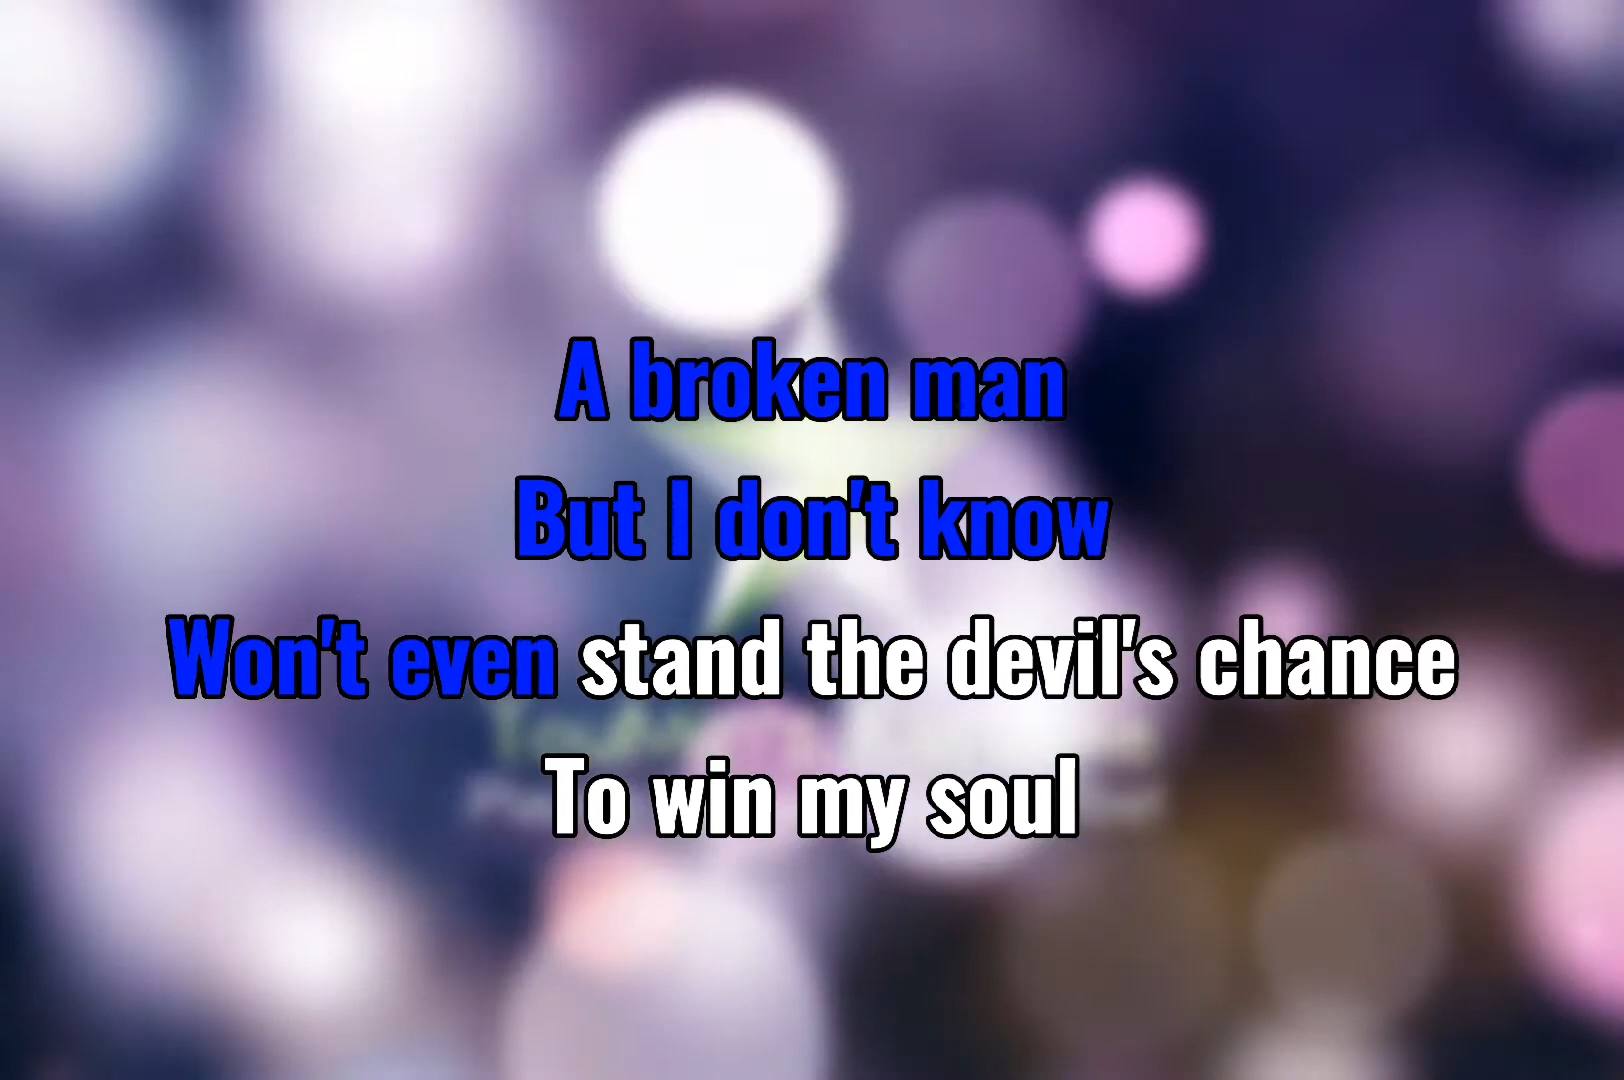 A broken man
But I don't know
Won't even stand the devil's chance
To win my soul